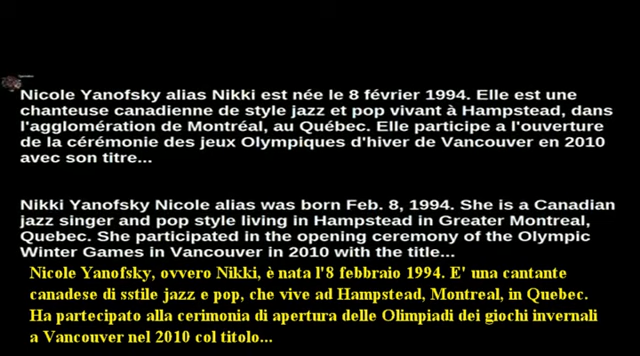 Nicole Yanofsky alias Nikki est née le 8 février 1994. Elle est une
chanteuse canadienne de style jazz et pop vivant à Hampstead, dans
l'agglomération de Montréal, au Québec. Elle participe a l'ouverture
de la cérémonie des jeux Olympiques d'hiver de Vancouver en 2010
avec son titre...
Nikki Yanofsky Nicole alias was born Feb. 8, 1994. She is a Canadian
jazz singer and pop style living in Hampstead in Greater Montreal,
Quebec. She participated in the opening ceremony of the Olympic
Winter Games in Vancouver in 2010 with the title...
Nicole Yanofsky, ovvero Nikki, è nata l'8 febbraio 1994. E' una cantante
canadese di sstile jazz e pop, che vive ad Hampstead, Montreal, in Quebec.
Ha partecipato alla cerimonia di apertura delle Olimpiadi dei giochi invernali
a Vancouver nel 2010 col titolo...